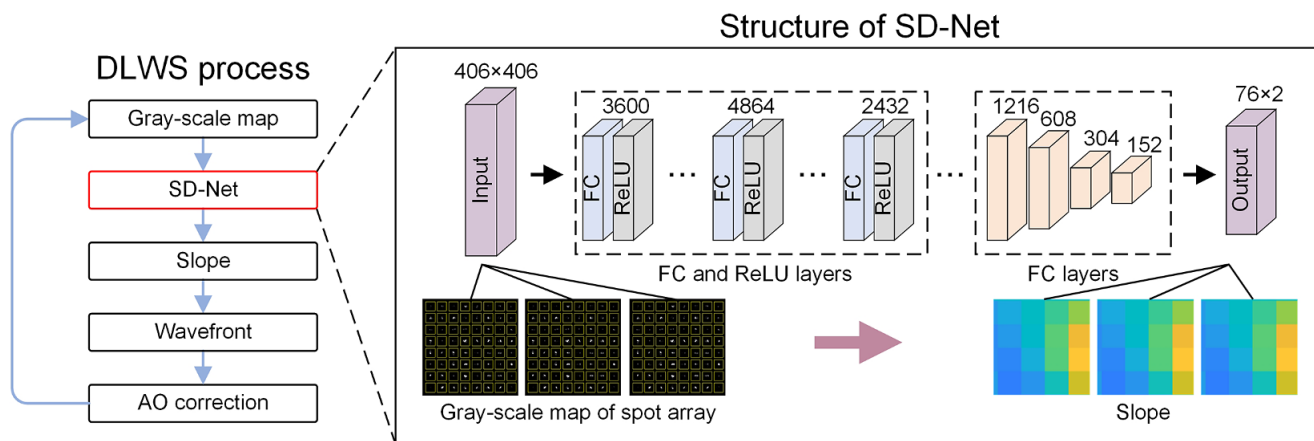 DLWS process
Gray-scale map
SD-Net
Slope
Wavefront
AO correction
Structure of SD-Net
406×406
Input
3600
FC
ReLU
...
4864
FC
ReLU
...
2432
FC
ReLU
...
FC and ReLU layers
1216
608
304
152
FC layers
76×2
Output
Gray-scale map of spot array
Slope